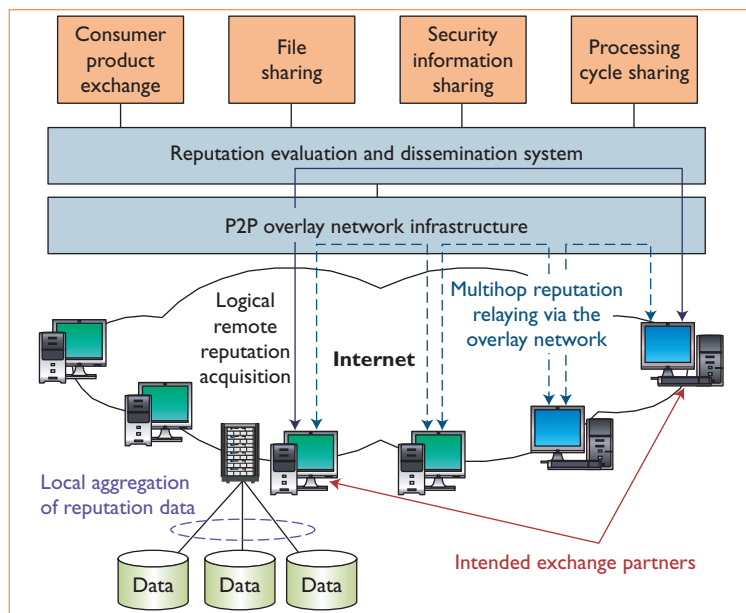 Consumer
product
exchange
File
sharing
Security
information
sharing
Processing
cycle sharing
Reputation evaluation and dissemination system
P2P overlay network infrastructure
Logical
remote
reputation
acquisition
Internet
Multihop reputation
relaying via the
overlay network
Local aggregation
of reputation data
Intended exchange partners
Data
Data
Data